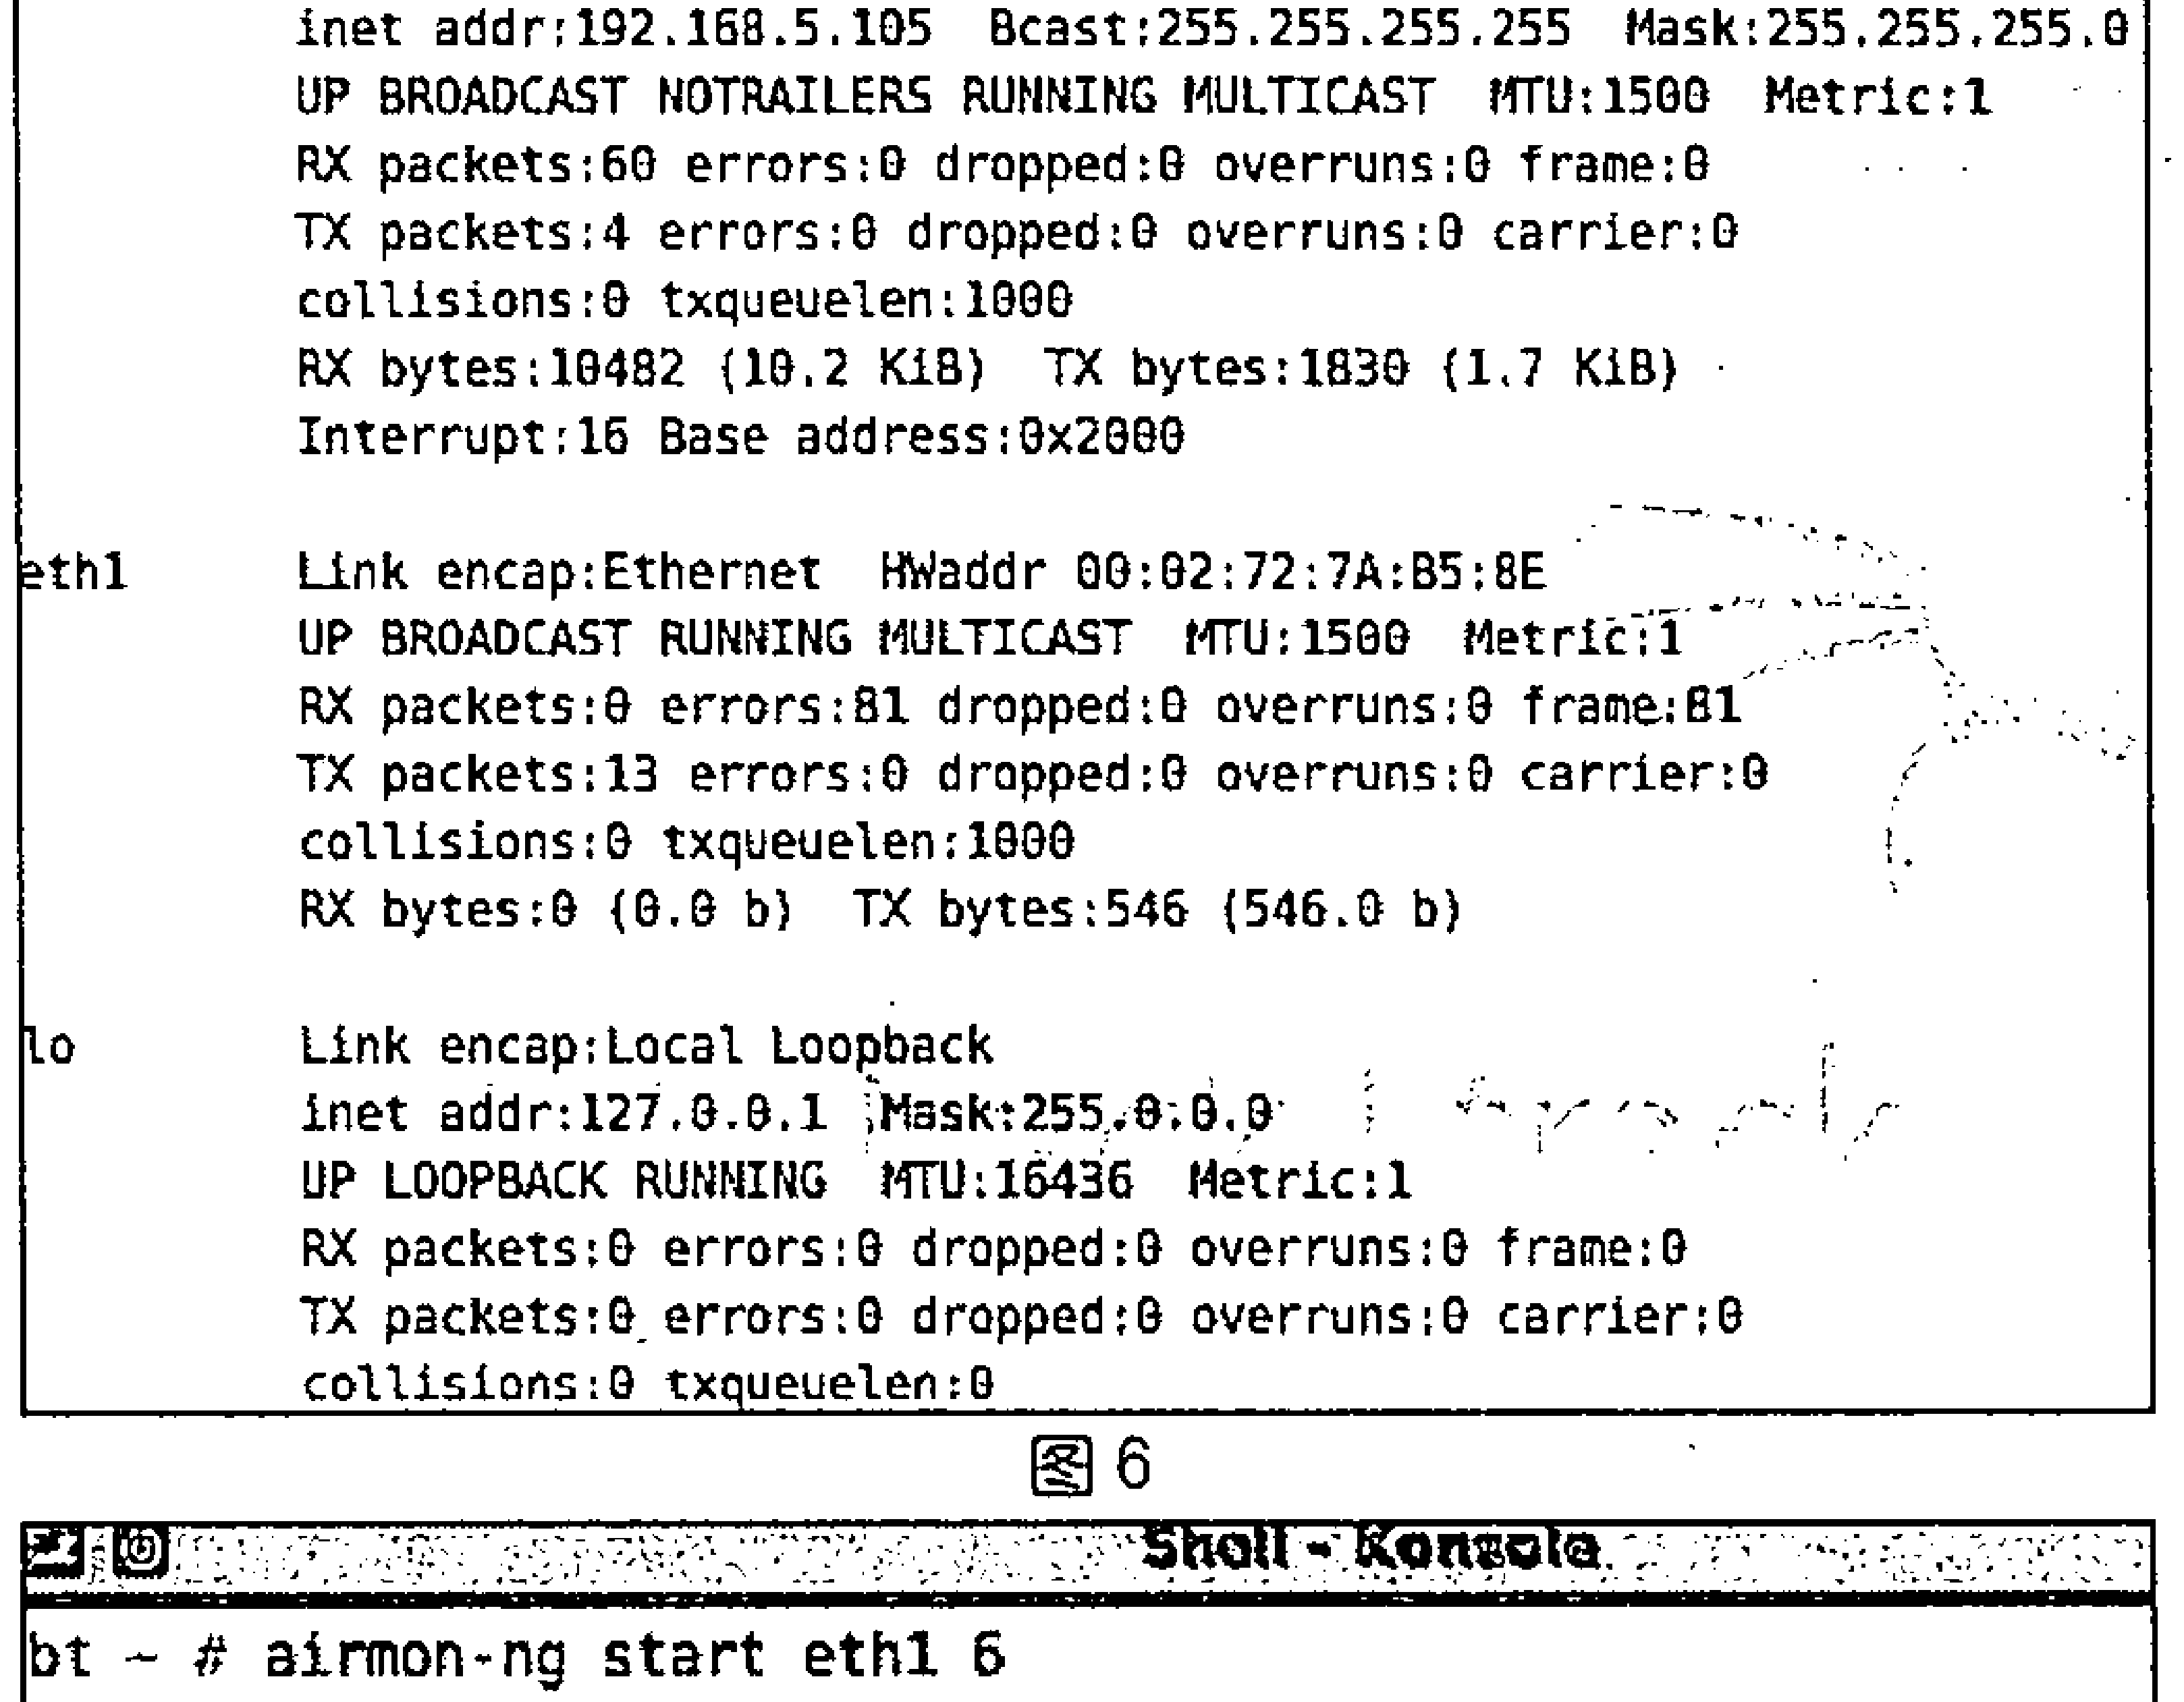 inet addr:192.168.5.105  Bcast:255.255.255.255  Mask:255.255.255.0
UP BROADCAST NOTRAILERS RUNNING MULTICAST  MTU:1500  Metric:1
RX packets:60 errors:0 dropped:0 overruns:0 frame:0
TX packets:4 errors:0 dropped:0 overruns:0 carrier:0
collisions:0 txqueuelen:1000
RX bytes:10482 (10.2 KiB)  TX bytes:1830 (1.7 KiB)
Interrupt:16 Base address:0x2000
eth1 Link encap:Ethernet  HWaddr 00:02:72:7A:B5:8E
UP BROADCAST RUNNING MULTICAST  MTU:1500  Metric:1
RX packets:0 errors:81 dropped:0 overruns:0 frame:81
TX packets:13 errors:0 dropped:0 overruns:0 carrier:0
collisions:0 txqueuelen:1000
RX bytes:0 (0.0 b)  TX bytes:546 (546.0 b)
lo Link encap:Local Loopback
inet addr:127.0.0.1  Mask:255.0.0.0
UP LOOPBACK RUNNING  MTU:16436  Metric:1
RX packets:0 errors:0 dropped:0 overruns:0 frame:0
TX packets:0 errors:0 dropped:0 overruns:0 carrier:0
collisions:0 txqueuelen:0
图 6
Shell - Konsole
bt ~ # airmon-ng start eth1 6